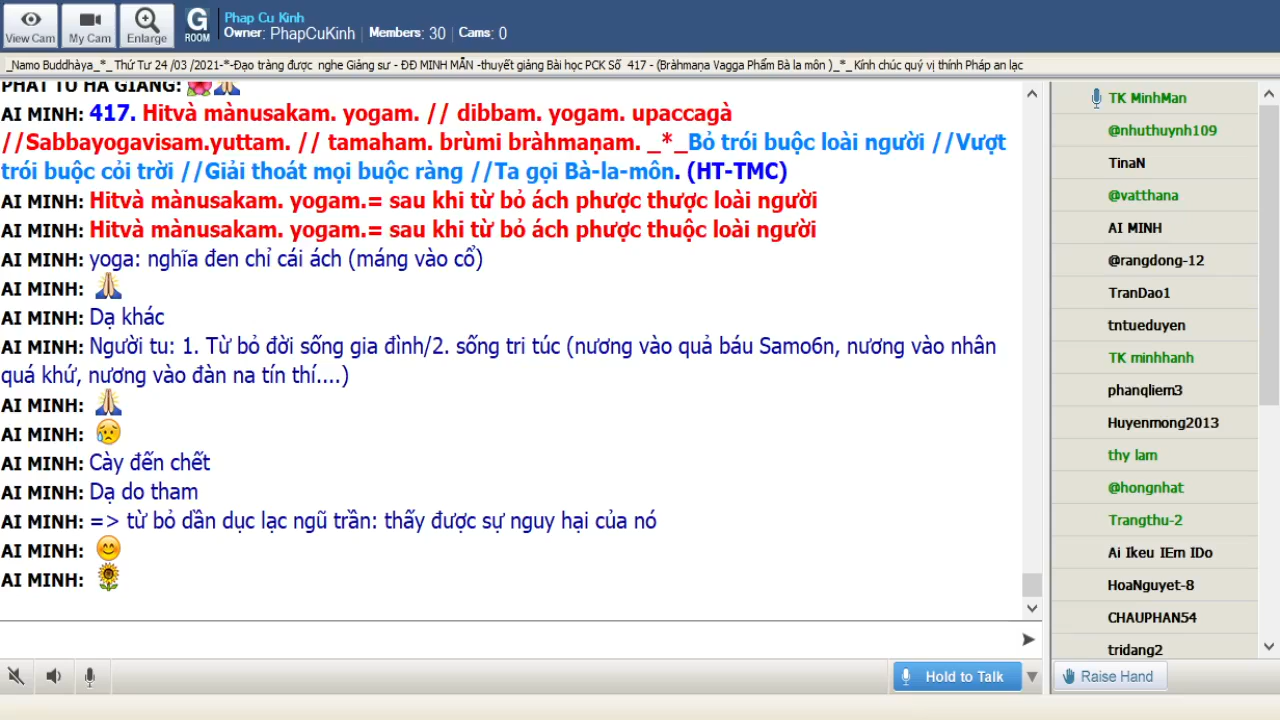 View Cam
My Cam
Enlarge
G
ROOM
Phap Cu Kinh
Owner: PhapCuKinh | Members: 30 | Cams: 0
_Namo Buddhàya_*_ Thứ Tư 24 /03 /2021-*-Đạo tràng được nghe Giảng sư - ĐĐ MINH MẪN -thuyết giảng Bài học PCK Số 417 - (Bràhmaṇa Vagga Phẩm Bà la môn )_*_ Kính chúc quý vị thính Pháp an lạc
PHAT TU HA GIANG:
AI MINH: 417. Hitvà mànusakam. yogam. // dibbam. yogam. upaccagà
//Sabbayogavisam.yuttam. // tamaham. brùmi bràhmaṇam. _*_Bỏ trói buộc loài người //Vượt
trói buộc cỏi trời //Giải thoát mọi buộc ràng //Ta gọi Bà-la-môn. (HT-TMC)
AI MINH: Hitvà mànusakam. yogam.= sau khi từ bỏ ách phược thược loài người
AI MINH: Hitvà mànusakam. yogam.= sau khi từ bỏ ách phược thuộc loài người
AI MINH: yoga: nghĩa đen chỉ cái ách (máng vào cổ)
AI MINH:
AI MINH: Dạ khác
AI MINH: Người tu: 1. Từ bỏ đời sống gia đình/2. sống tri túc (nương vào quả báu Samo6n, nương vào nhân
quá khứ, nương vào đàn na tín thí....)
AI MINH:
AI MINH:
AI MINH: Cày đến chết
AI MINH: Dạ do tham
AI MINH: => từ bỏ dần dục lạc ngũ trần: thấy được sự nguy hại của nó
AI MINH:
AI MINH:
TK MinhMan
@nhuthuynh109
TinaN
@vatthana
AI MINH
@rangdong-12
TranDao1
tntueduyen
TK minhhanh
phanqliem3
Huyenmong2013
thy lam
@hongnhat
Trangthu-2
Ai Ikeu IEm IDo
HoaNguyet-8
CHAUPHAN54
tridang2
Hold to Talk
Raise Hand